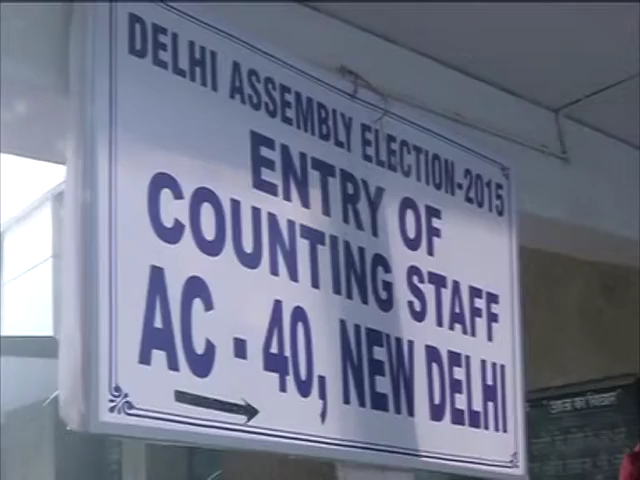 DELHI ASSEMBLY ELECTION-2015
ENTRY OF
COUNTING STAFF
AC - 40, NEW DELHI